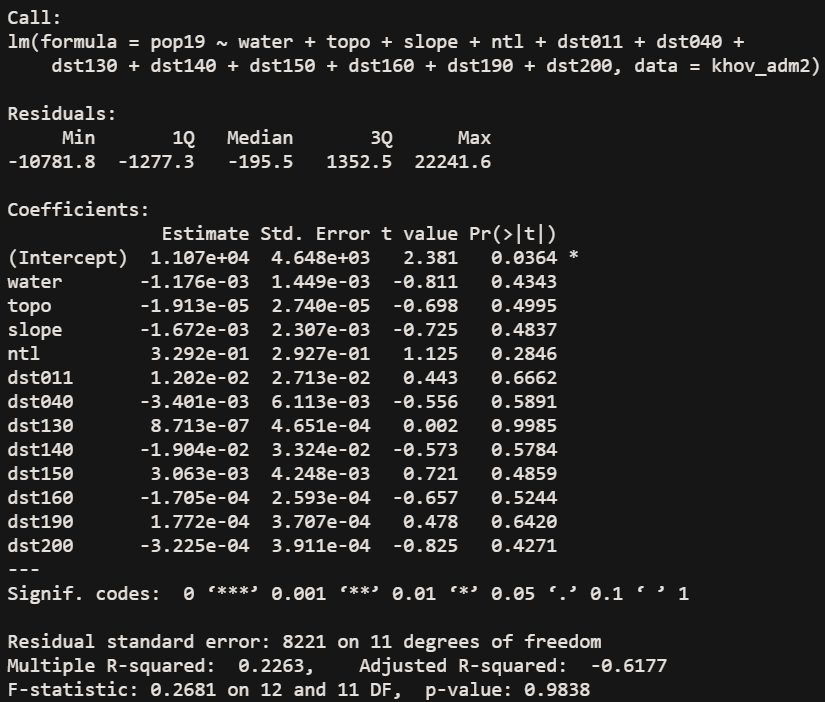 Call:
lm(formula = pop19 ~ water + topo + slope + ntl + dst011 + dst040 +
    dst130 + dst140 + dst150 + dst160 + dst190 + dst200, data = khov_adm2)

Residuals:
     Min       1Q   Median       3Q      Max
-10781.8  -1277.3   -195.5   1352.5  22241.6

Coefficients:
              Estimate Std. Error t value Pr(>|t|)
(Intercept)  1.107e+04  4.648e+03   2.381   0.0364 *
water       -1.176e-03  1.449e-03  -0.811   0.4343
topo        -1.913e-05  2.740e-05  -0.698   0.4995
slope       -1.672e-03  2.307e-03  -0.725   0.4837
ntl          3.292e-01  2.927e-01   1.125   0.2846
dst011       1.202e-02  2.713e-02   0.443   0.6662
dst040      -3.401e-03  6.113e-03  -0.556   0.5891
dst130       8.713e-07  4.651e-04   0.002   0.9985
dst140      -1.904e-02  3.324e-02  -0.573   0.5784
dst150       3.063e-03  4.248e-03   0.721   0.4859
dst160      -1.705e-04  2.593e-04  -0.657   0.5244
dst190       1.772e-04  3.707e-04   0.478   0.6420
dst200      -3.225e-04  3.911e-04  -0.825   0.4271
---
Signif. codes:  0 ‘***’ 0.001 ‘**’ 0.01 ‘*’ 0.05 ‘.’ 0.1 ‘ ’ 1

Residual standard error: 8221 on 11 degrees of freedom
Multiple R-squared:  0.2263,    Adjusted R-squared:  -0.6177
F-statistic: 0.2681 on 12 and 11 DF,  p-value: 0.9838